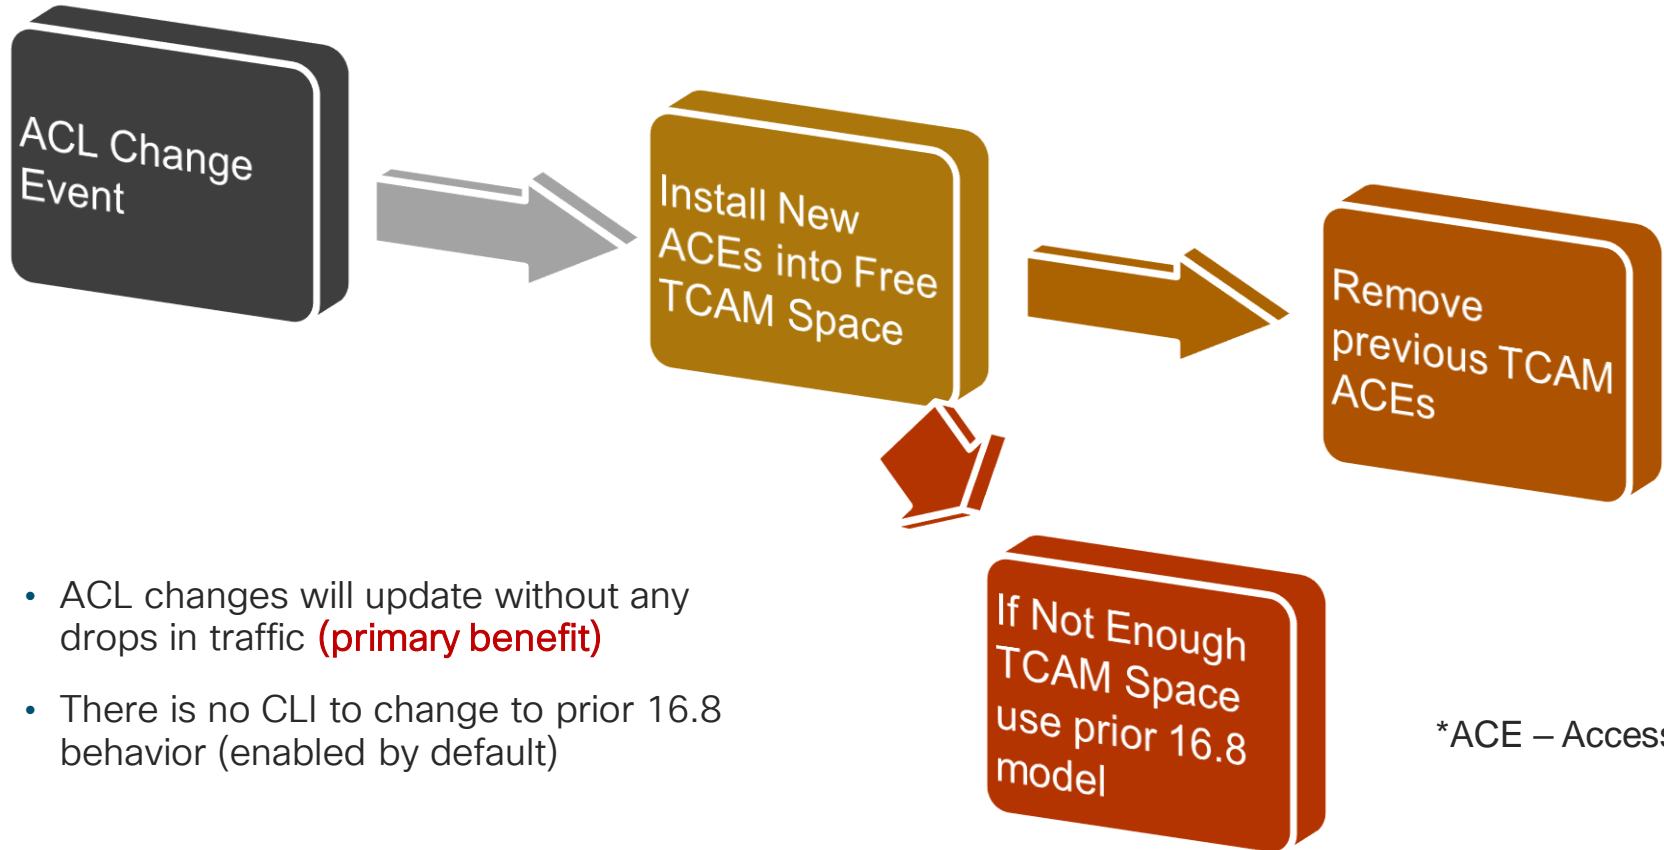 ACL Change
Event
Install New
ACEs into Free
TCAM Space
Remove
previous TCAM
ACEs
If Not Enough
TCAM Space
use prior 16.8
model
• ACL changes will update without any
drops in traffic (primary benefit)
• There is no CLI to change to prior 16.8
behavior (enabled by default)
*ACE – Access